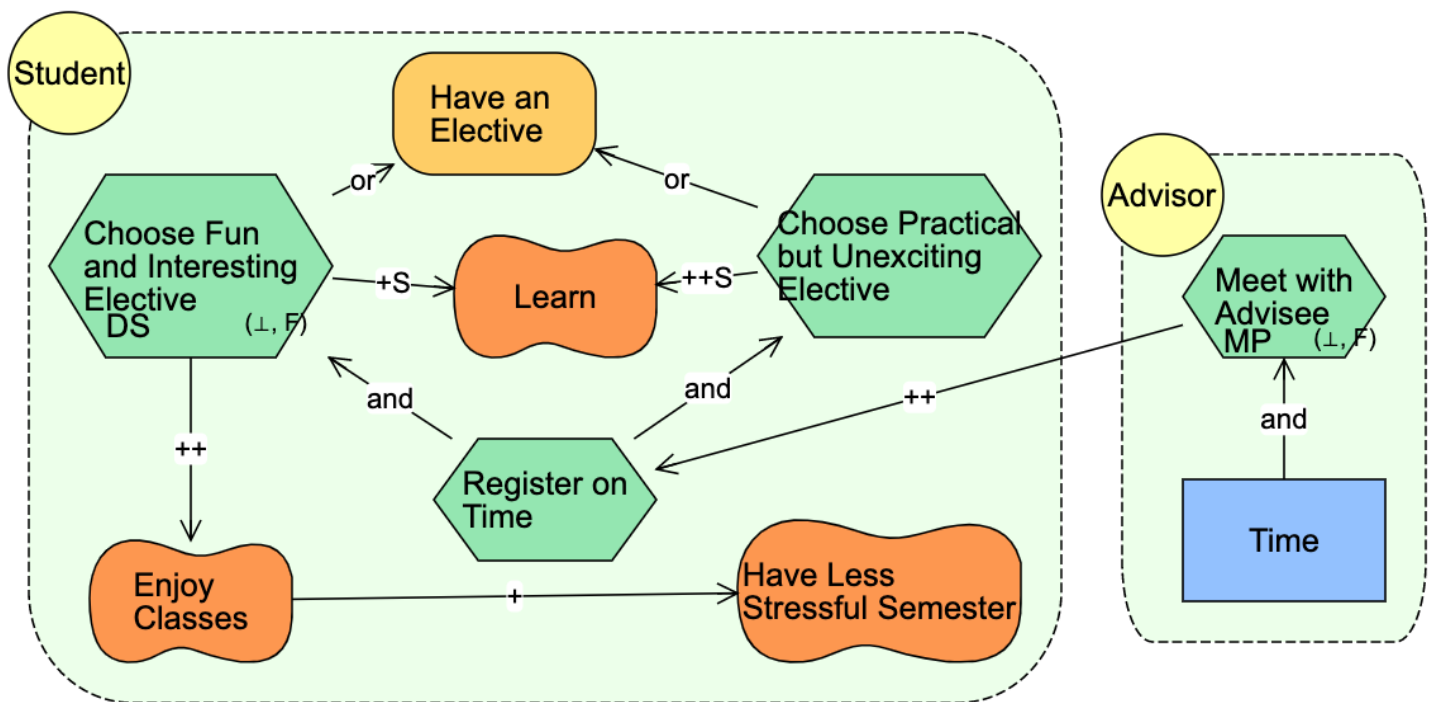 Student
Have an
Elective
or
or
Advisor
Choose Fun
and Interesting
Elective
DS
(⊥, F)
Choose Practical
but Unexciting
Elective
+S
Learn
++S
Meet with
Advisee
MP
(⊥, F)
and
and
++
and
++
Register on
Time
Time
Enjoy
Classes
+
Have Less
Stressful Semester